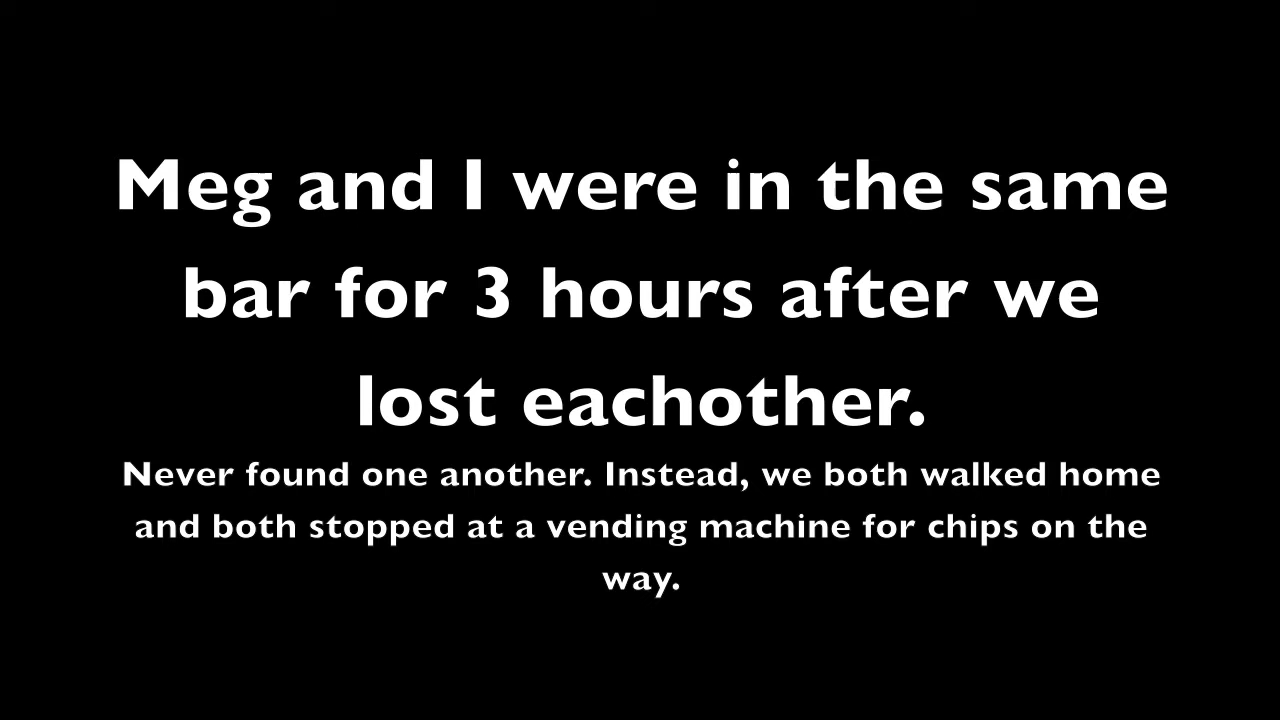 Meg and I were in the same
bar for 3 hours after we
lost eachother.
Never found one another. Instead, we both walked home
and both stopped at a vending machine for chips on the
way.